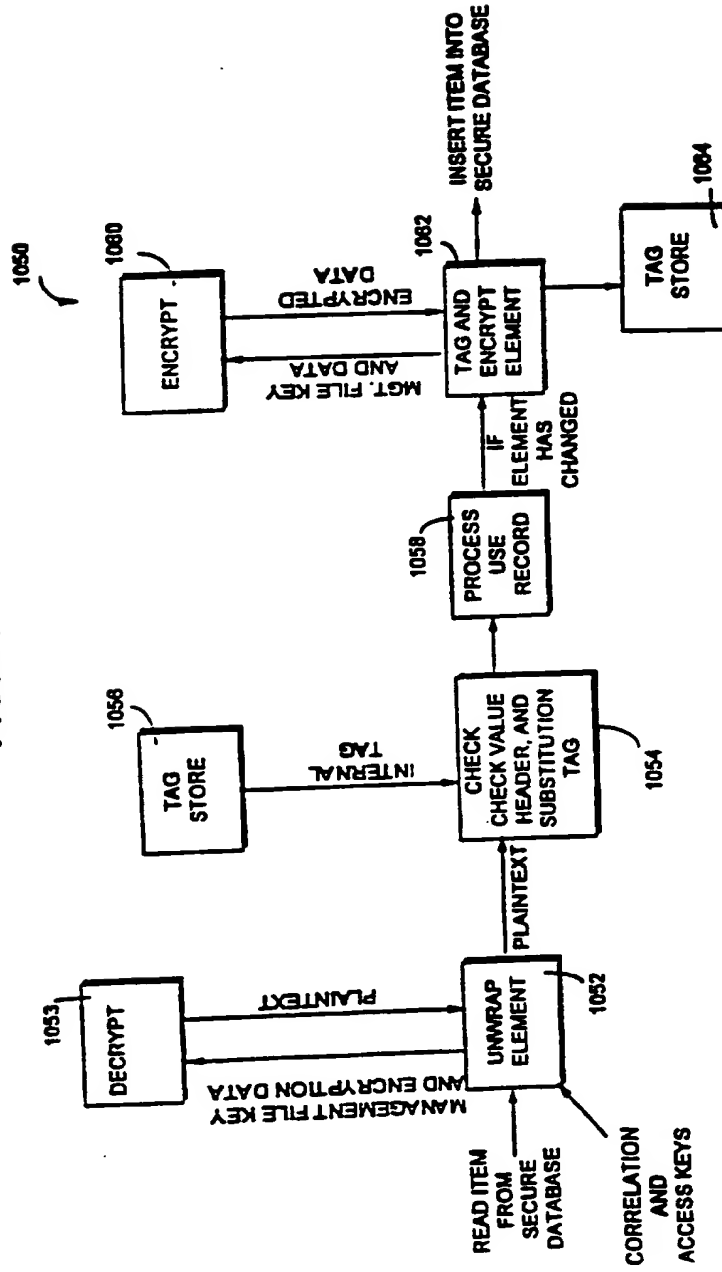 1050
DECRYPT
1053
MANAGEMENT FILE KEY
AND ENCRYPTION DATA
PLAINTEXT
READ ITEM
FROM
SECURE
DATABASE
CORRELATION
AND
ACCESS KEYS
UNWRAP
ELEMENT
1052
PLAINTEXT
TAG
STORE
1056
INTERNAL
TAG
CHECK
CHECK VALUE
HEADER, AND
SUBSTITUTION
TAG
1054
PROCESS
USE
RECORD
1058
IF
ELEMENT
HAS
CHANGED
ENCRYPT
1060
MGT. FILE KEY
AND DATA
ENCRYPTED
DATA
TAG AND
ENCRYPT
ELEMENT
1062
INSERT ITEM INTO
SECURE DATABASE
TAG
STORE
1064